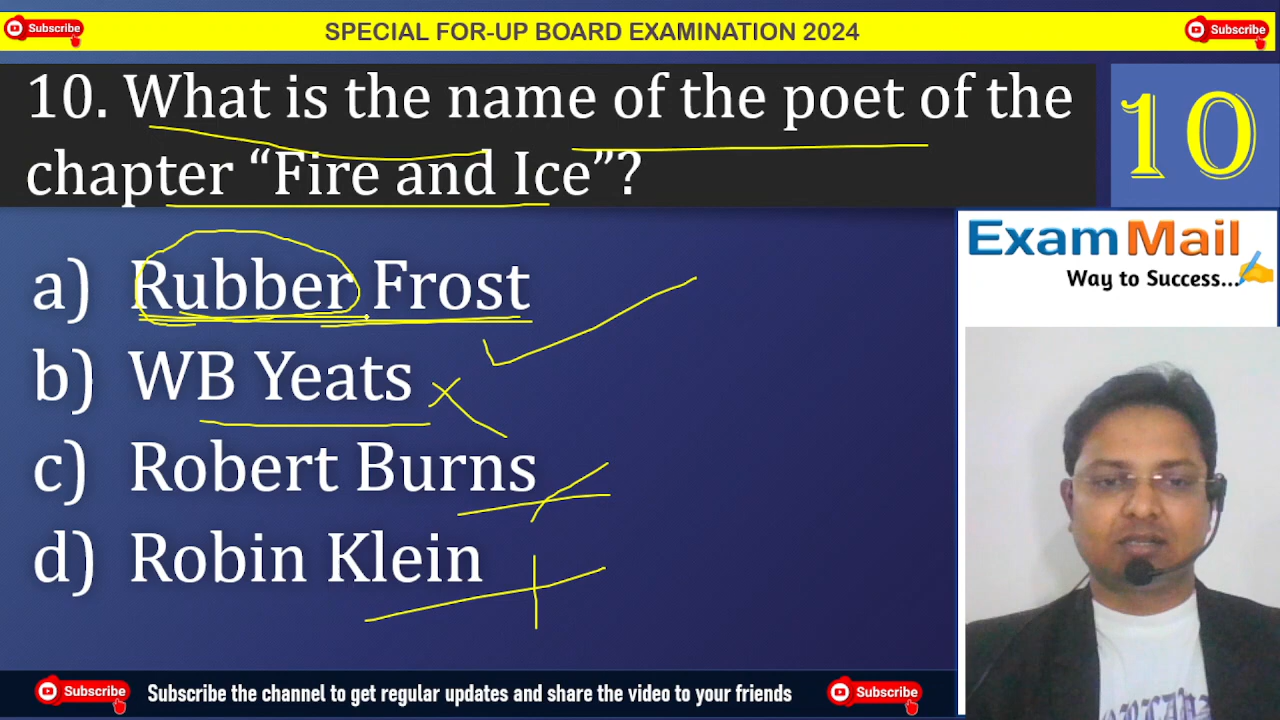 Subscribe
SPECIAL FOR-UP BOARD EXAMINATION 2024
Subscribe
10. What is the name of the poet of the
chapter “Fire and Ice”?
10
a) Rubber Frost
b) WB Yeats
c) Robert Burns
d) Robin Klein
ExamMail
Way to Success...
Subscribe
Subscribe the channel to get regular updates and share the video to your friends
Subscribe